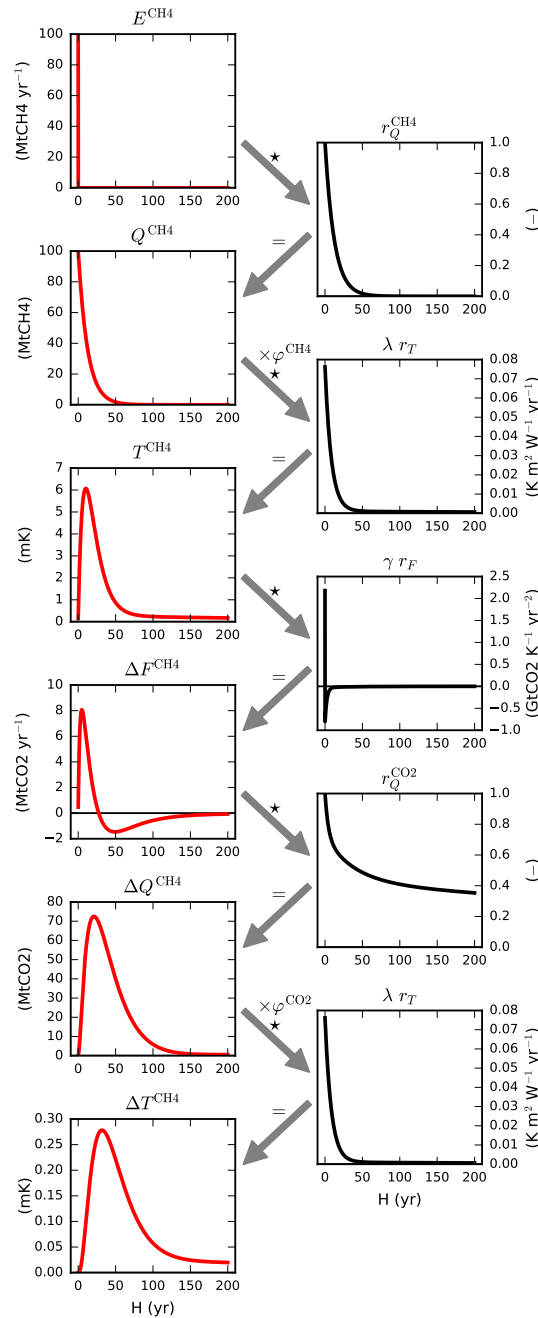 E^CH4
(MtCH4 yr⁻¹)
100
80
60
40
20
0
0 50 100 150 200
⋆
r_Q^CH4
(−)
1.0
0.8
0.6
0.4
0.2
0.0
0 50 100 150 200
=
Q^CH4
(MtCH4)
100
80
60
40
20
0
0 50 100 150 200
×φ^CH4
⋆
λ r_T
(K m² W⁻¹ yr⁻¹)
0.08
0.07
0.06
0.05
0.04
0.03
0.02
0.01
0.00
0 50 100 150 200
=
T^CH4
(mK)
7
6
5
4
3
2
1
0
0 50 100 150 200
⋆
γ r_F
(GtCO2 K⁻¹ yr⁻²)
2.5
2.0
1.5
1.0
0.5
0.0
−0.5
−1.0
0 50 100 150 200
=
ΔF^CH4
(MtCO2 yr⁻¹)
10
8
6
4
2
0
−2
0 50 100 150 200
⋆
r_Q^CO2
(−)
1.0
0.8
0.6
0.4
0.2
0.0
0 50 100 150 200
=
ΔQ^CH4
(MtCO2)
80
70
60
50
40
30
20
10
0
0 50 100 150 200
×φ^CO2
⋆
λ r_T
(K m² W⁻¹ yr⁻¹)
0.08
0.07
0.06
0.05
0.04
0.03
0.02
0.01
0.00
0 50 100 150 200
H (yr)
=
ΔT^CH4
(mK)
0.30
0.25
0.20
0.15
0.10
0.05
0.00
0 50 100 150 200
H (yr)